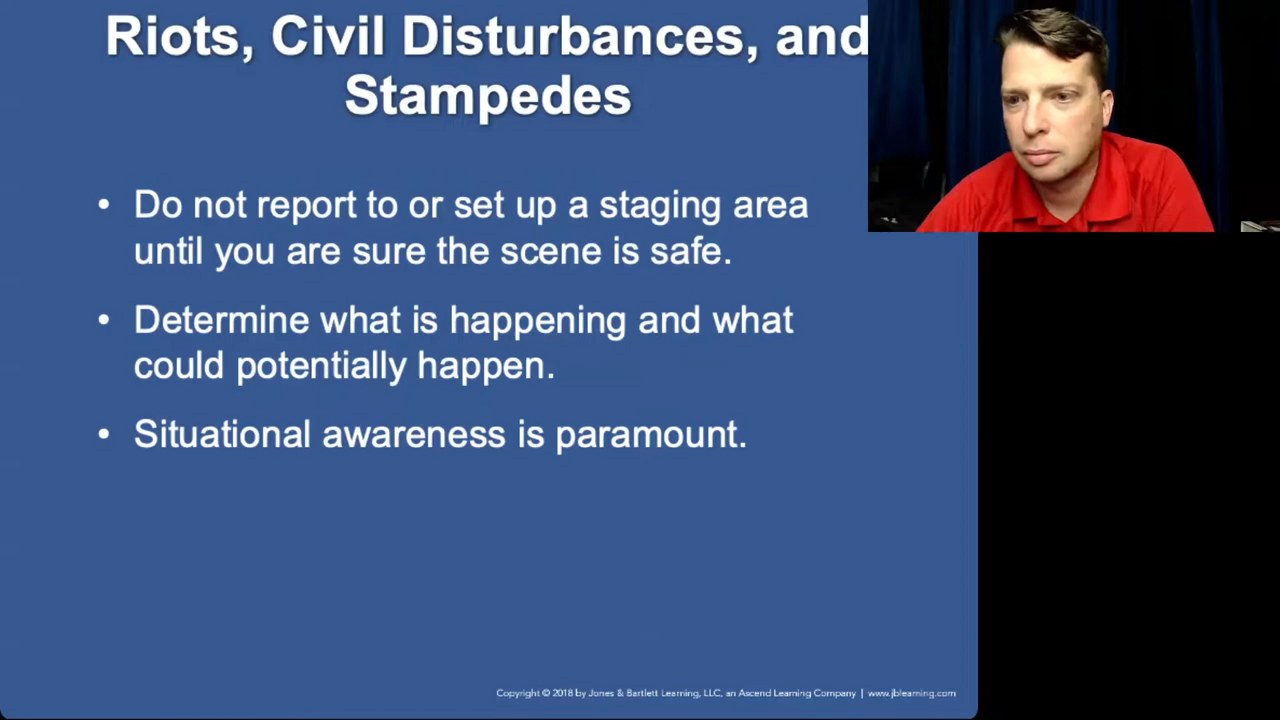 Riots, Civil Disturbances, and
Stampedes
• Do not report to or set up a staging area
until you are sure the scene is safe.
• Determine what is happening and what
could potentially happen.
• Situational awareness is paramount.
Copyright © 2018 by Jones & Bartlett Learning, LLC, an Ascend Learning Company | www.jblearning.com